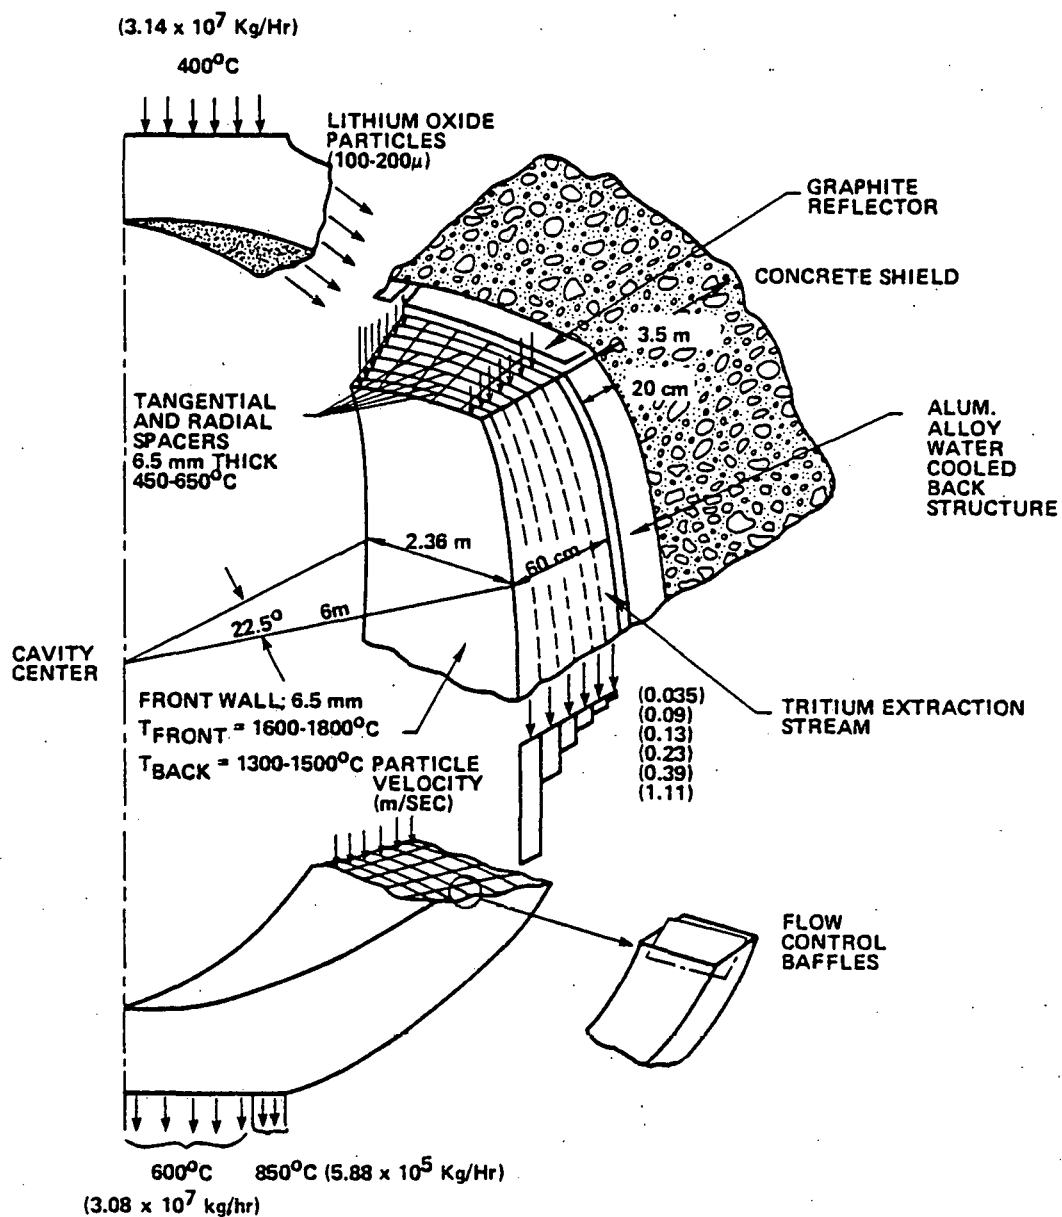 (3.14 x 10⁷ Kg/Hr)
400°C
LITHIUM OXIDE
PARTICLES
(100-200μ)
GRAPHITE
REFLECTOR
CONCRETE SHIELD
3.5 m
20 cm
TANGENTIAL
AND RADIAL
SPACERS
6.5 mm THICK
450-650°C
ALUM.
ALLOY
WATER
COOLED
BACK
STRUCTURE
2.36 m
60 cm
22.5°
6m
CAVITY
CENTER
FRONT WALL; 6.5 mm
T_FRONT = 1600-1800°C
T_BACK = 1300-1500°C
PARTICLE
VELOCITY
(m/SEC)
(0.035)
(0.09)
(0.13)
(0.23)
(0.39)
(1.11)
TRITIUM EXTRACTION
STREAM
FLOW
CONTROL
BAFFLES
600°C
(3.08 x 10⁷ kg/hr)
850°C (5.88 x 10⁵ Kg/Hr)